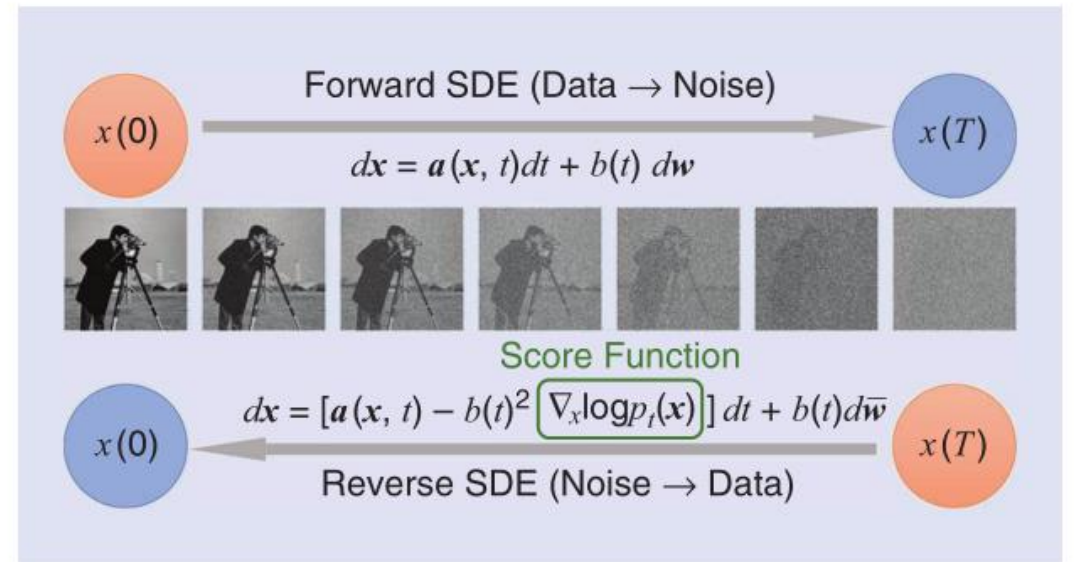 Forward SDE (Data → Noise)
x(0)
x(T)
dx = a(x, t)dt + b(t) dw
Score Function
dx = [a(x, t) − b(t)² ∇ₓlogpₜ(x)] dt + b(t)dw̅
x(0)
x(T)
Reverse SDE (Noise → Data)